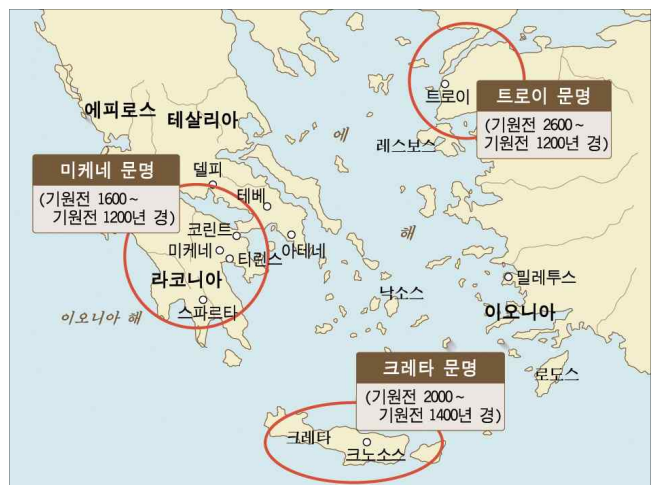 에피로스
테살리아
트로이
트로이 문명
(기원전 2600~
기원전 1200년 경)
레스보스
에
미케네 문명
(기원전 1600~
기원전 1200년 경)
델피
테베
코린트
미케네
티린스
아테네
해
라코니아
스파르타
이오니아 해
낙소스
밀레투스
이오니아
크레타 문명
(기원전 2000~
기원전 1400년 경)
로도스
크레타
크노소스